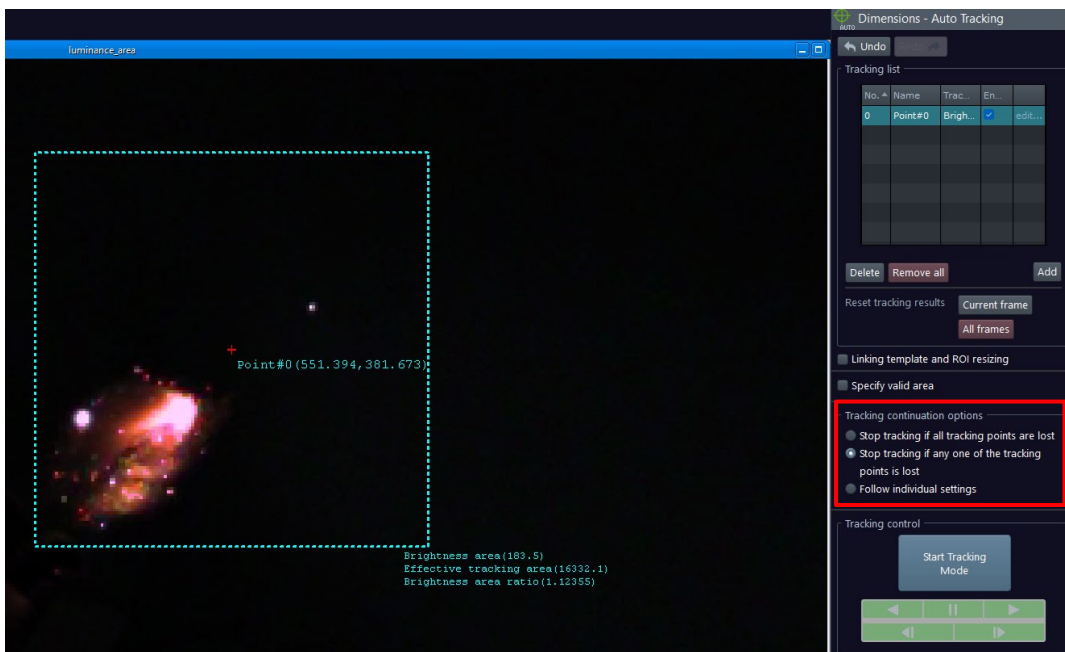 Dimensions - Auto Tracking
AUTO
luminance_area
Undo
Redo
Tracking list
No. Name Trac... En...
0 Point#0 Brigh... edit...
Delete Remove all Add
Reset tracking results Current frame
All frames
Linking template and ROI resizing
Specify valid area
Tracking continuation options
Stop tracking if all tracking points are lost
Stop tracking if any one of the tracking
points is lost
Follow individual settings
Tracking control
Start Tracking
Mode
Point#0(551.394,381.673)
Brightness area(183.5)
Effective tracking area(16332.1)
Brightness area ratio(1.12355)